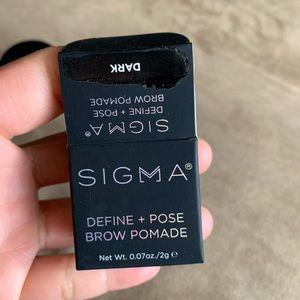 DARK
DEFINE + POSE
BROW POMADE
SIGMA®
SIGMA®
DEFINE + POSE
BROW POMADE
Net Wt. 0.07oz./2g ℮